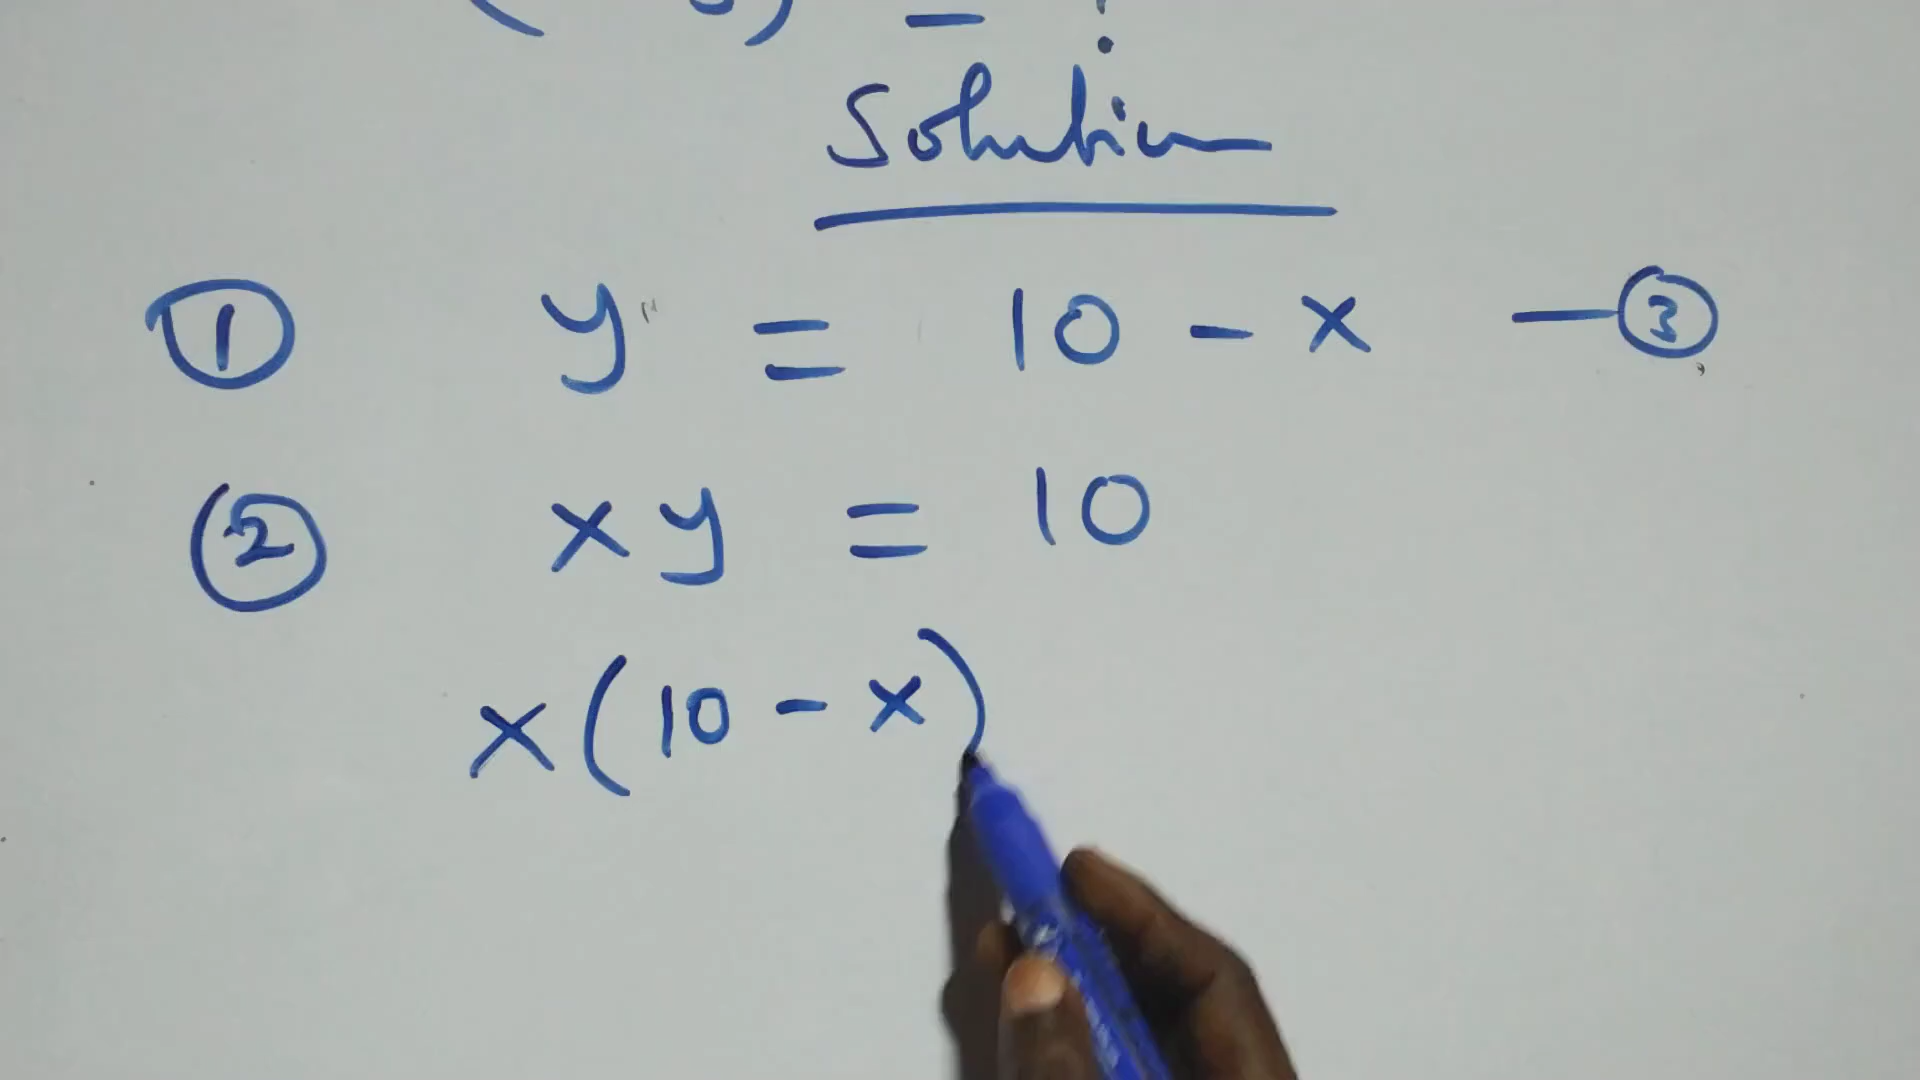 ) = ?
Solution
① y = 10 - x — ③
② xy = 10
x(10 - x)